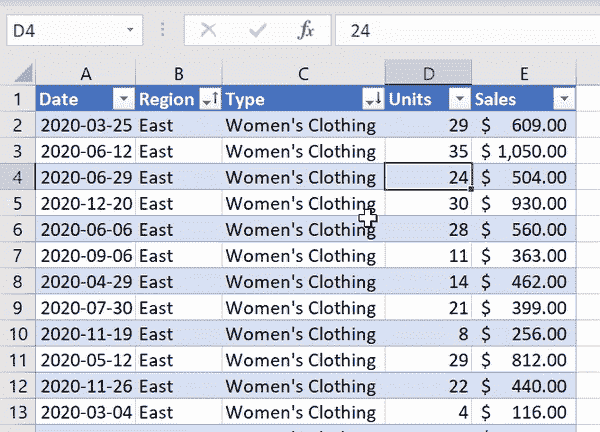 D4 fx 24
A B C D E
1 Date Region Type Units Sales
2 2020-03-25 East Women's Clothing 29 $ 609.00
3 2020-06-12 East Women's Clothing 35 $ 1,050.00
4 2020-06-29 East Women's Clothing 24 $ 504.00
5 2020-12-20 East Women's Clothing 30 $ 930.00
6 2020-06-06 East Women's Clothing 28 $ 560.00
7 2020-09-06 East Women's Clothing 11 $ 363.00
8 2020-04-29 East Women's Clothing 14 $ 462.00
9 2020-07-30 East Women's Clothing 21 $ 399.00
10 2020-11-19 East Women's Clothing 8 $ 256.00
11 2020-05-12 East Women's Clothing 29 $ 812.00
12 2020-11-26 East Women's Clothing 22 $ 440.00
13 2020-03-04 East Women's Clothing 4 $ 116.00